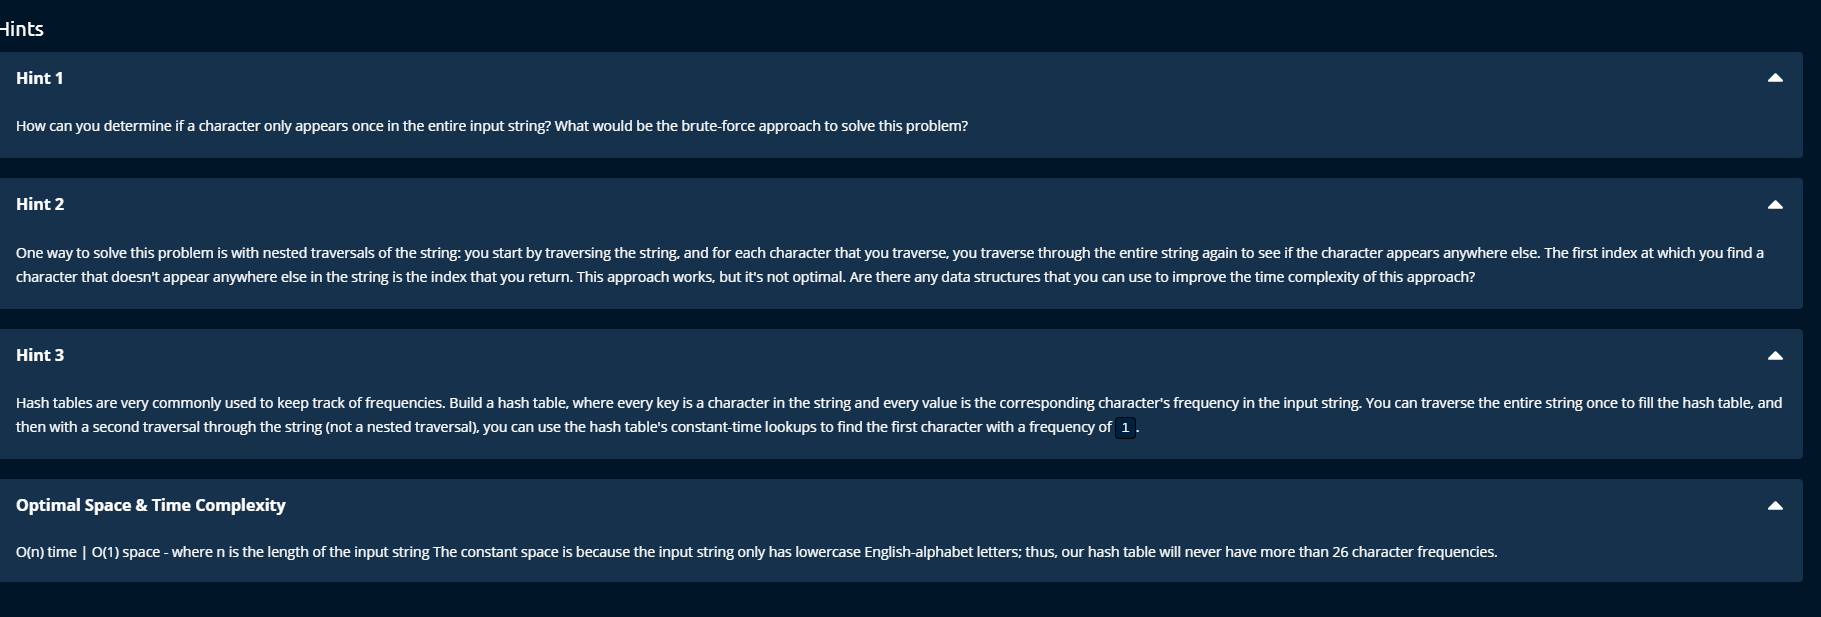 Hints
Hint 1
How can you determine if a character only appears once in the entire input string? What would be the brute-force approach to solve this problem?
Hint 2
One way to solve this problem is with nested traversals of the string: you start by traversing the string, and for each character that you traverse, you traverse through the entire string again to see if the character appears anywhere else. The first index at which you find a
character that doesn't appear anywhere else in the string is the index that you return. This approach works, but it's not optimal. Are there any data structures that you can use to improve the time complexity of this approach?
Hint 3
Hash tables are very commonly used to keep track of frequencies. Build a hash table, where every key is a character in the string and every value is the corresponding character's frequency in the input string. You can traverse the entire string once to fill the hash table, and
then with a second traversal through the string (not a nested traversal), you can use the hash table's constant-time lookups to find the first character with a frequency of 1.
Optimal Space & Time Complexity
O(n) time | O(1) space - where n is the length of the input string The constant space is because the input string only has lowercase English-alphabet letters; thus, our hash table will never have more than 26 character frequencies.